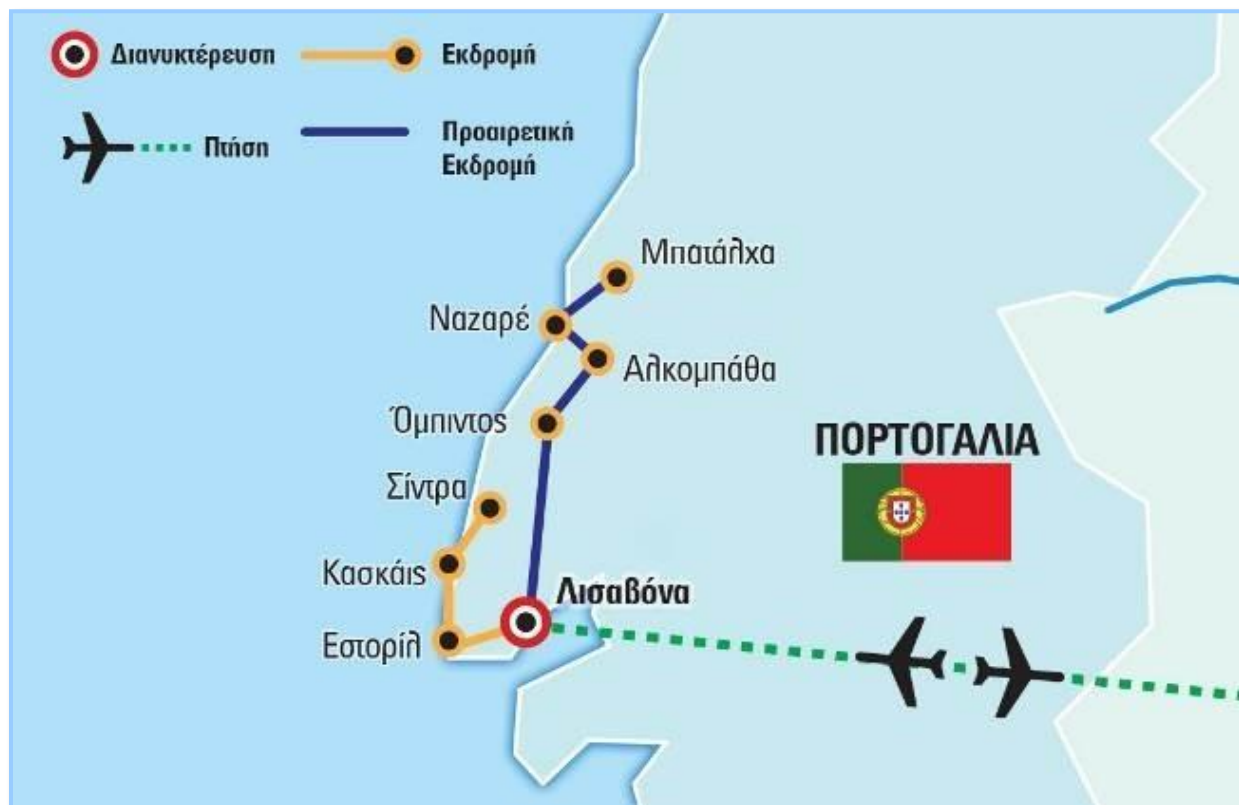 Διανυκτέρευση
Εκδρομή
Πτήση
Προαιρετική
Εκδρομή
Μπατάλχα
Ναζαρέ
Αλκομπάθα
Όμπιντος
ΠΟΡΤΟΓΑΛΙΑ
Σίντρα
Κασκάις
Λισαβόνα
Εστορίλ